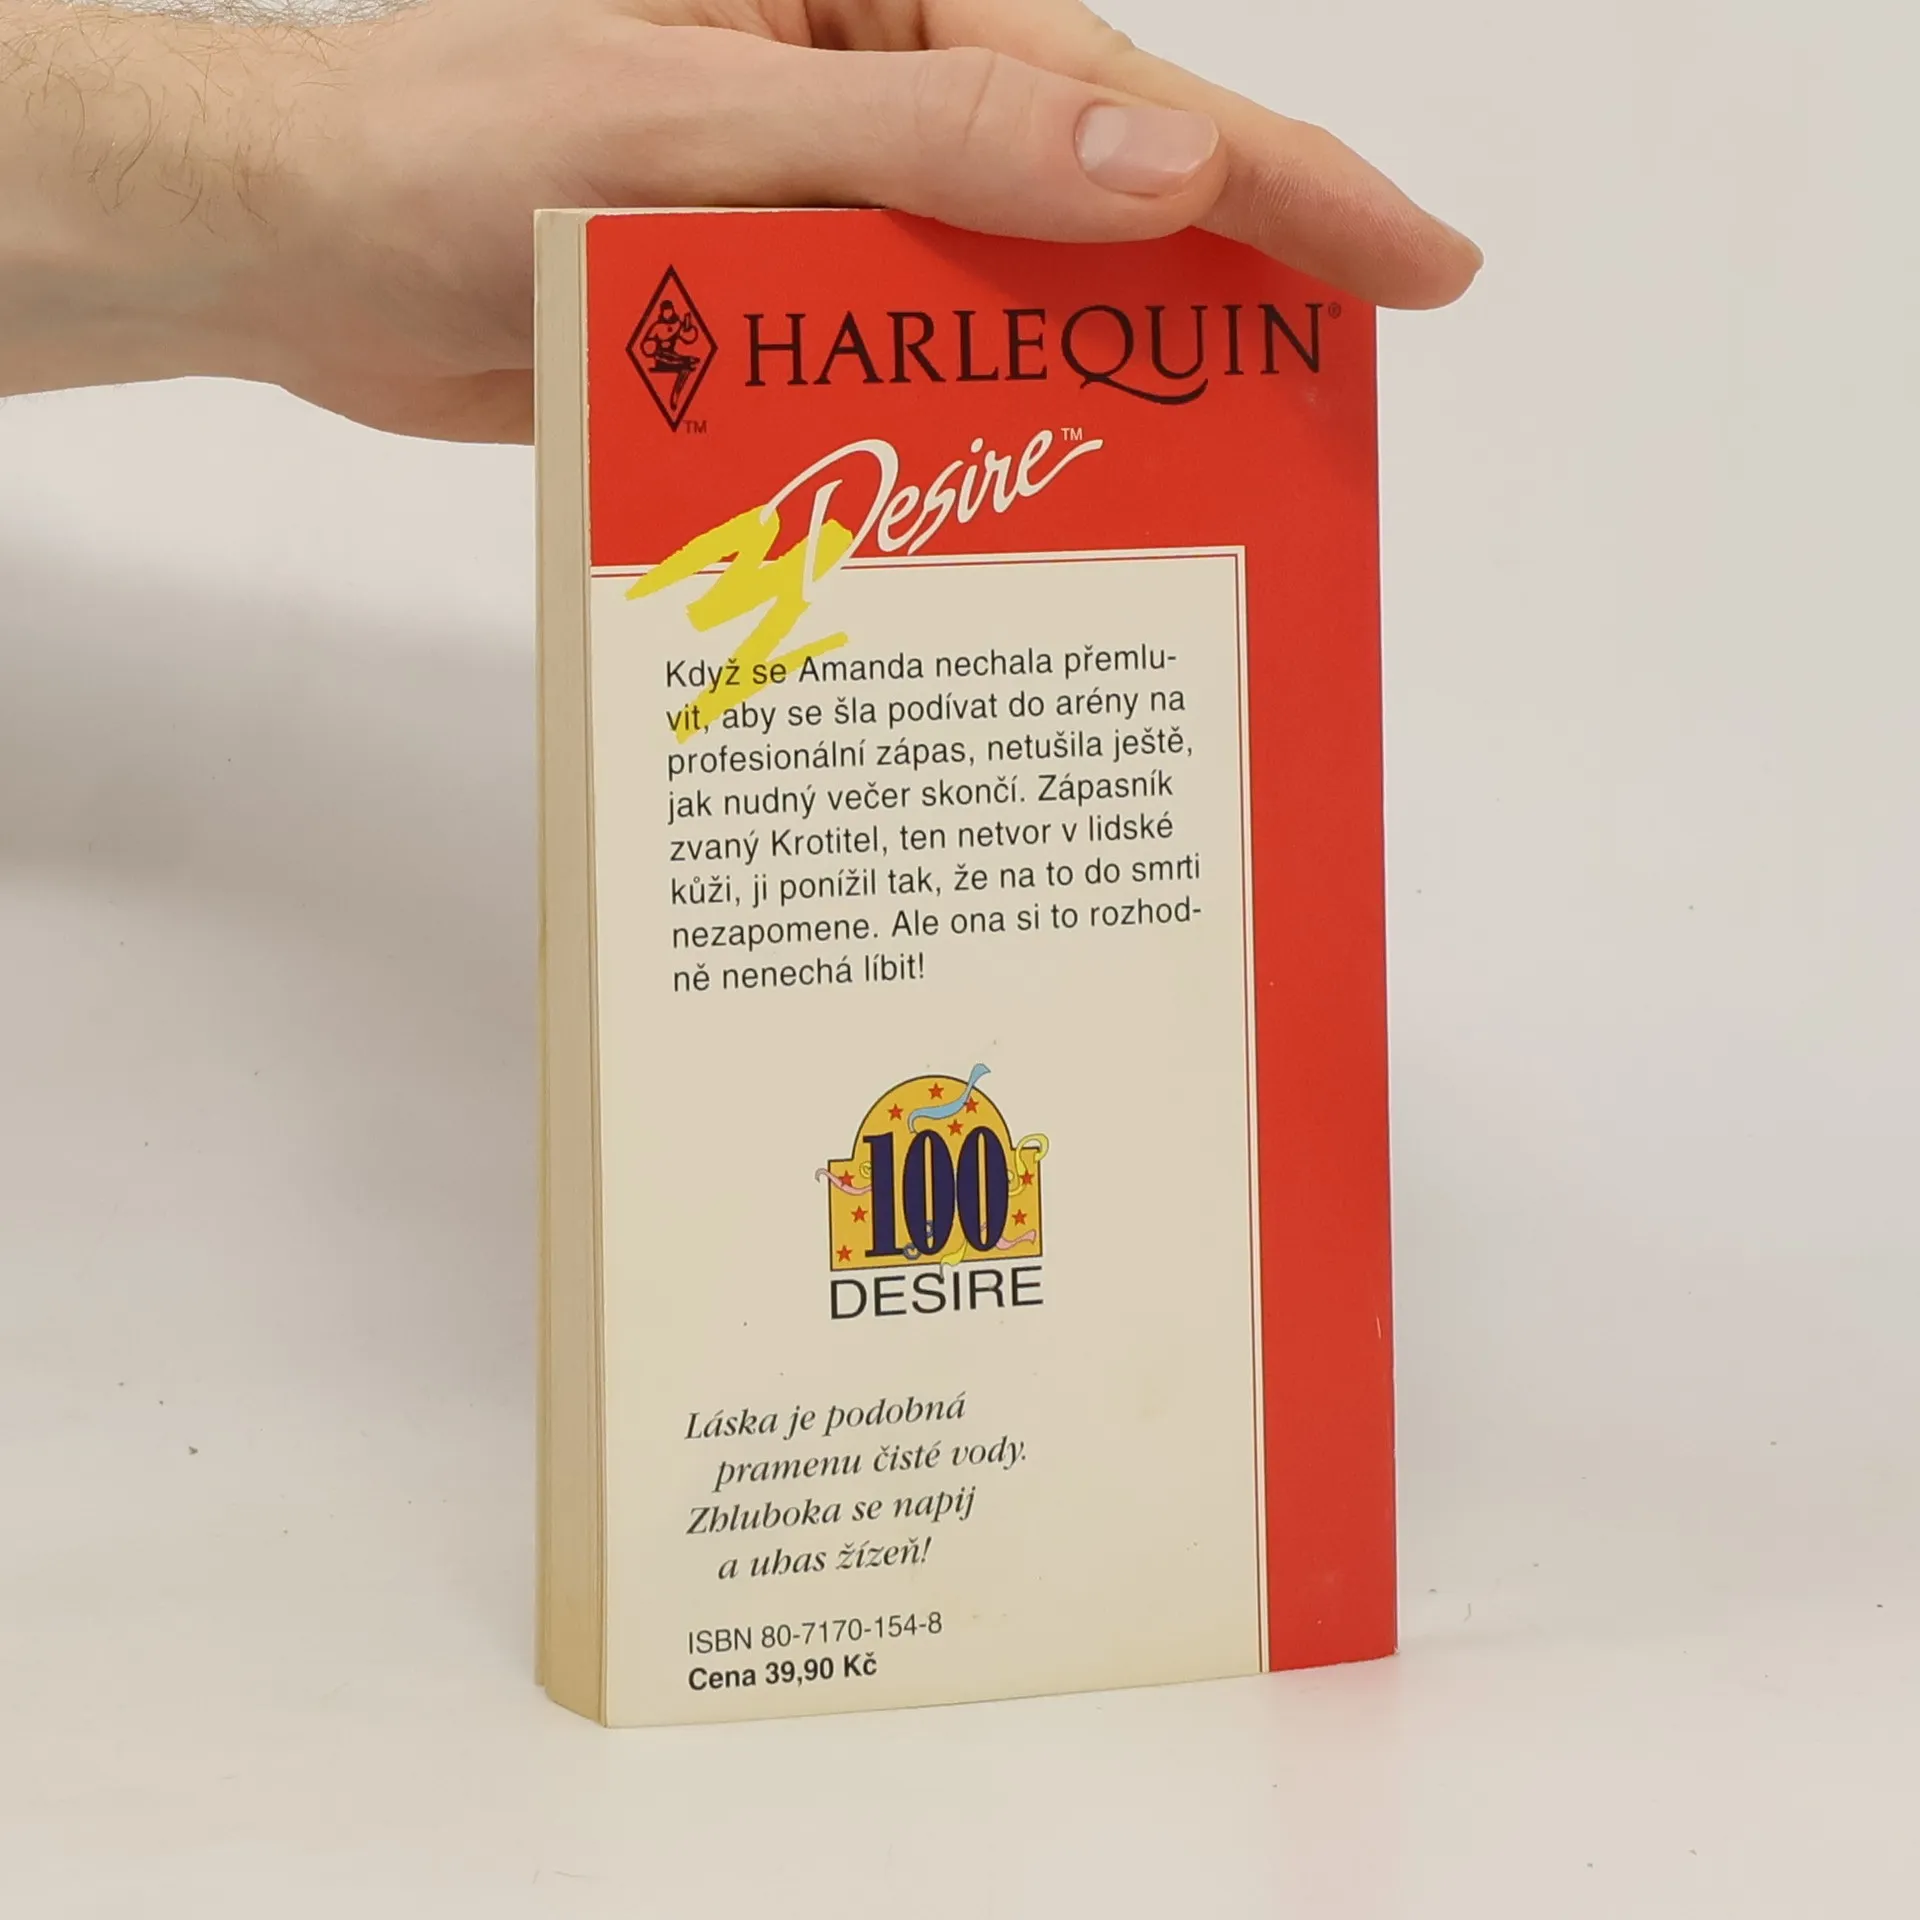 HARLEQUIN®
TM
Desire™
Když se Amanda nechala přemlu-
vit, aby se šla podívat do arény na
profesionální zápas, netušila ještě,
jak nudný večer skončí. Zápasník
zvaný Krotitel, ten netvor v lidské
kůži, ji ponížil tak, že na to do smrti
nezapomene. Ale ona si to rozhod-
ně nenechá líbit!
100
DESIRE
Láska je podobná
pramenu čisté vody.
Zhluboka se napij
a uhas žízeň!
ISBN 80-7170-154-8
Cena 39,90 Kč